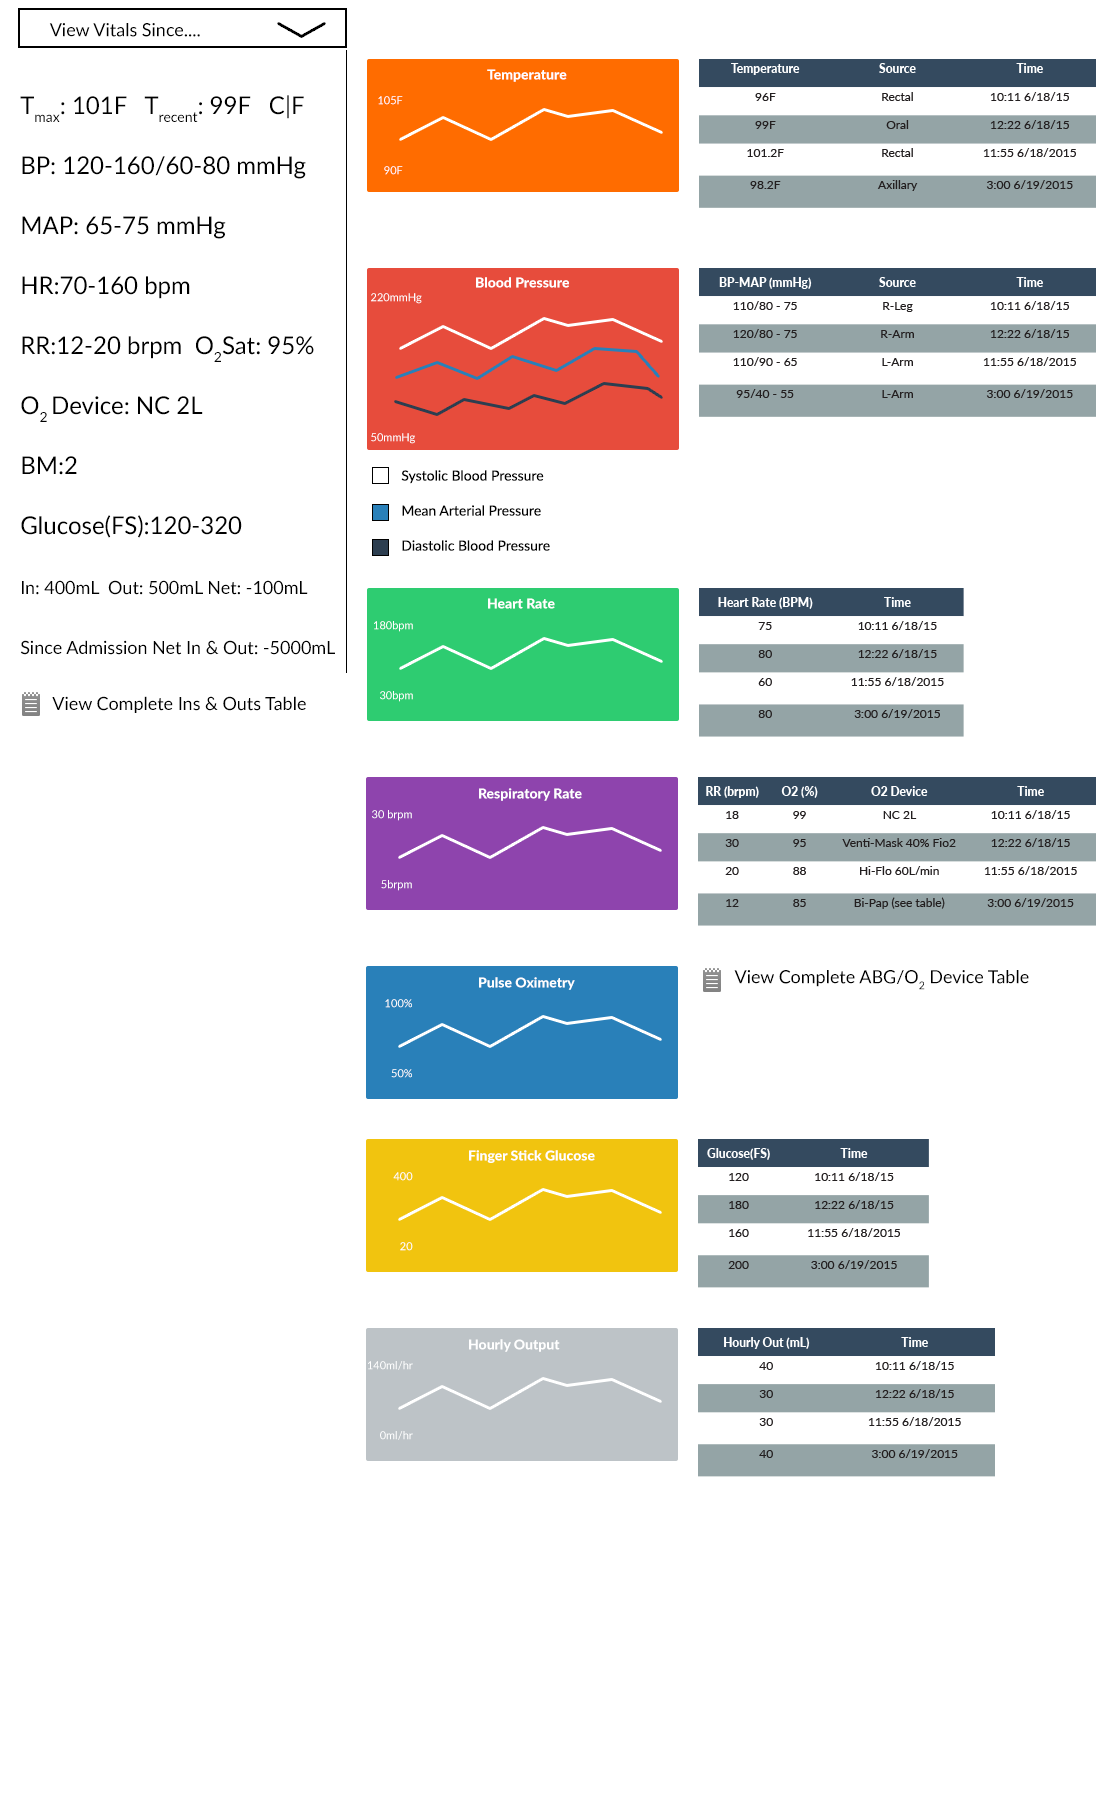 View Vitals Since....
Tmax: 101F Trecent: 99F C|F
BP: 120-160/60-80 mmHg
MAP: 65-75 mmHg
HR:70-160 bpm
RR:12-20 brpm O2Sat: 95%
O2 Device: NC 2L
BM:2
Glucose(FS):120-320
In: 400mL Out: 500mL Net: -100mL
Since Admission Net In & Out: -5000mL
View Complete Ins & Outs Table
Temperature
105F
90F
Temperature Source Time
96F Rectal 10:11 6/18/15
99F Oral 12:22 6/18/15
101.2F Rectal 11:55 6/18/2015
98.2F Axillary 3:00 6/19/2015
Blood Pressure
220mmHg
50mmHg
Systolic Blood Pressure
Mean Arterial Pressure
Diastolic Blood Pressure
BP-MAP (mmHg) Source Time
110/80 - 75 R-Leg 10:11 6/18/15
120/80 - 75 R-Arm 12:22 6/18/15
110/90 - 65 L-Arm 11:55 6/18/2015
95/40 - 55 L-Arm 3:00 6/19/2015
Heart Rate
180bpm
30bpm
Heart Rate (BPM) Time
75 10:11 6/18/15
80 12:22 6/18/15
60 11:55 6/18/2015
80 3:00 6/19/2015
Respiratory Rate
30 brpm
5brpm
RR (brpm) O2 (%) O2 Device Time
18 99 NC 2L 10:11 6/18/15
30 95 Venti-Mask 40% Fio2 12:22 6/18/15
20 88 Hi-Flo 60L/min 11:55 6/18/2015
12 85 Bi-Pap (see table) 3:00 6/19/2015
Pulse Oximetry
100%
50%
View Complete ABG/O2 Device Table
Finger Stick Glucose
400
20
Glucose(FS) Time
120 10:11 6/18/15
180 12:22 6/18/15
160 11:55 6/18/2015
200 3:00 6/19/2015
Hourly Output
140ml/hr
0ml/hr
Hourly Out (mL) Time
40 10:11 6/18/15
30 12:22 6/18/15
30 11:55 6/18/2015
40 3:00 6/19/2015